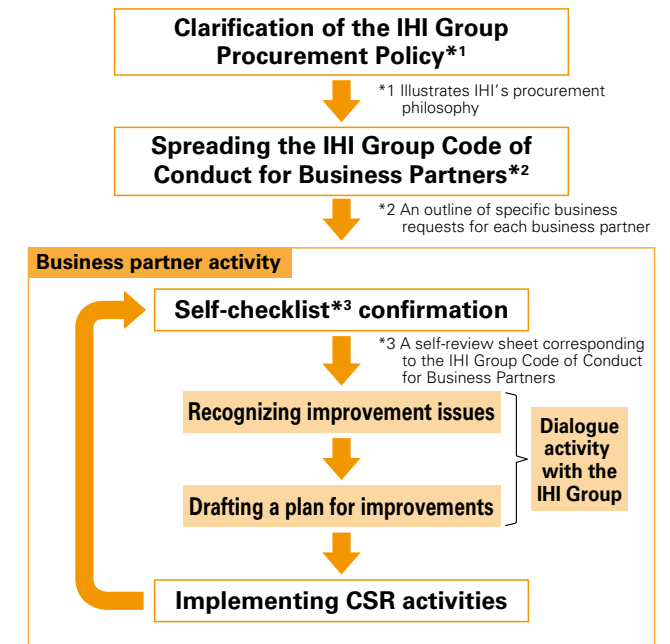 Clarification of the IHI Group
Procurement Policy*1
*1 Illustrates IHI's procurement
philosophy
Spreading the IHI Group Code of
Conduct for Business Partners*2
*2 An outline of specific business
requests for each business partner
Business partner activity
Self-checklist*3 confirmation
*3 A self-review sheet corresponding
to the IHI Group Code of Conduct
for Business Partners
Recognizing improvement issues
Drafting a plan for improvements
Dialogue
activity
with the
IHI Group
Implementing CSR activities